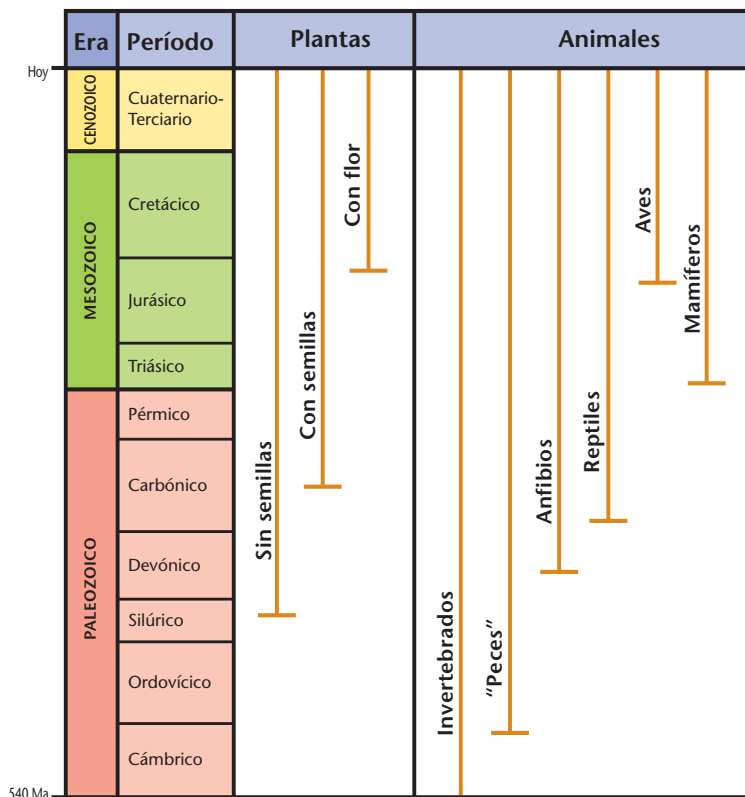 Era Período Plantas Animales
Hoy
CENOZOICO
Cuaternario-
Terciario
MESOZOICO
Cretácico
Jurásico
Triásico
PALEOZOICO
Pérmico
Carbónico
Devónico
Silúrico
Ordovícico
Cámbrico
540 Ma
Sin semillas
Con semillas
Con flor
Invertebrados
"Peces"
Anfibios
Reptiles
Aves
Mamíferos